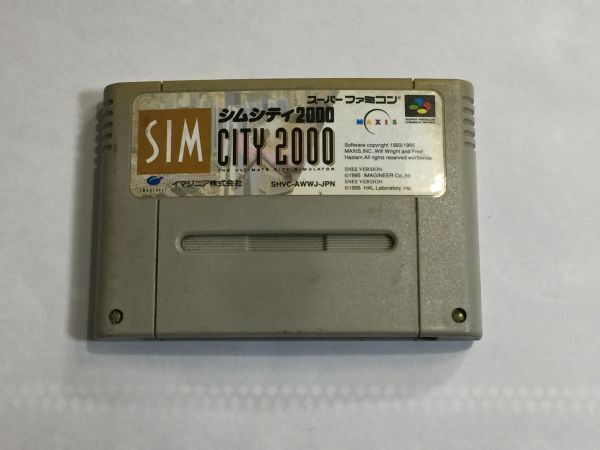 スーパーファミコン
シムシティ2000
SIM
CITY 2000
THE ULTIMATE CITY SIMULATOR
MAXIS
Software copyright 1993/1995
MAXIS,INC.,Will Wright and Fred
Haslam.All rights reserved worldwide.
SNES VERSION
©1995 IMAGINEER Co.,Ltd.
SNES VERSION
©1995 HAL Laboratory, Inc.
imagineer
イマジニア株式会社
SHVC-AWWJ-JPN